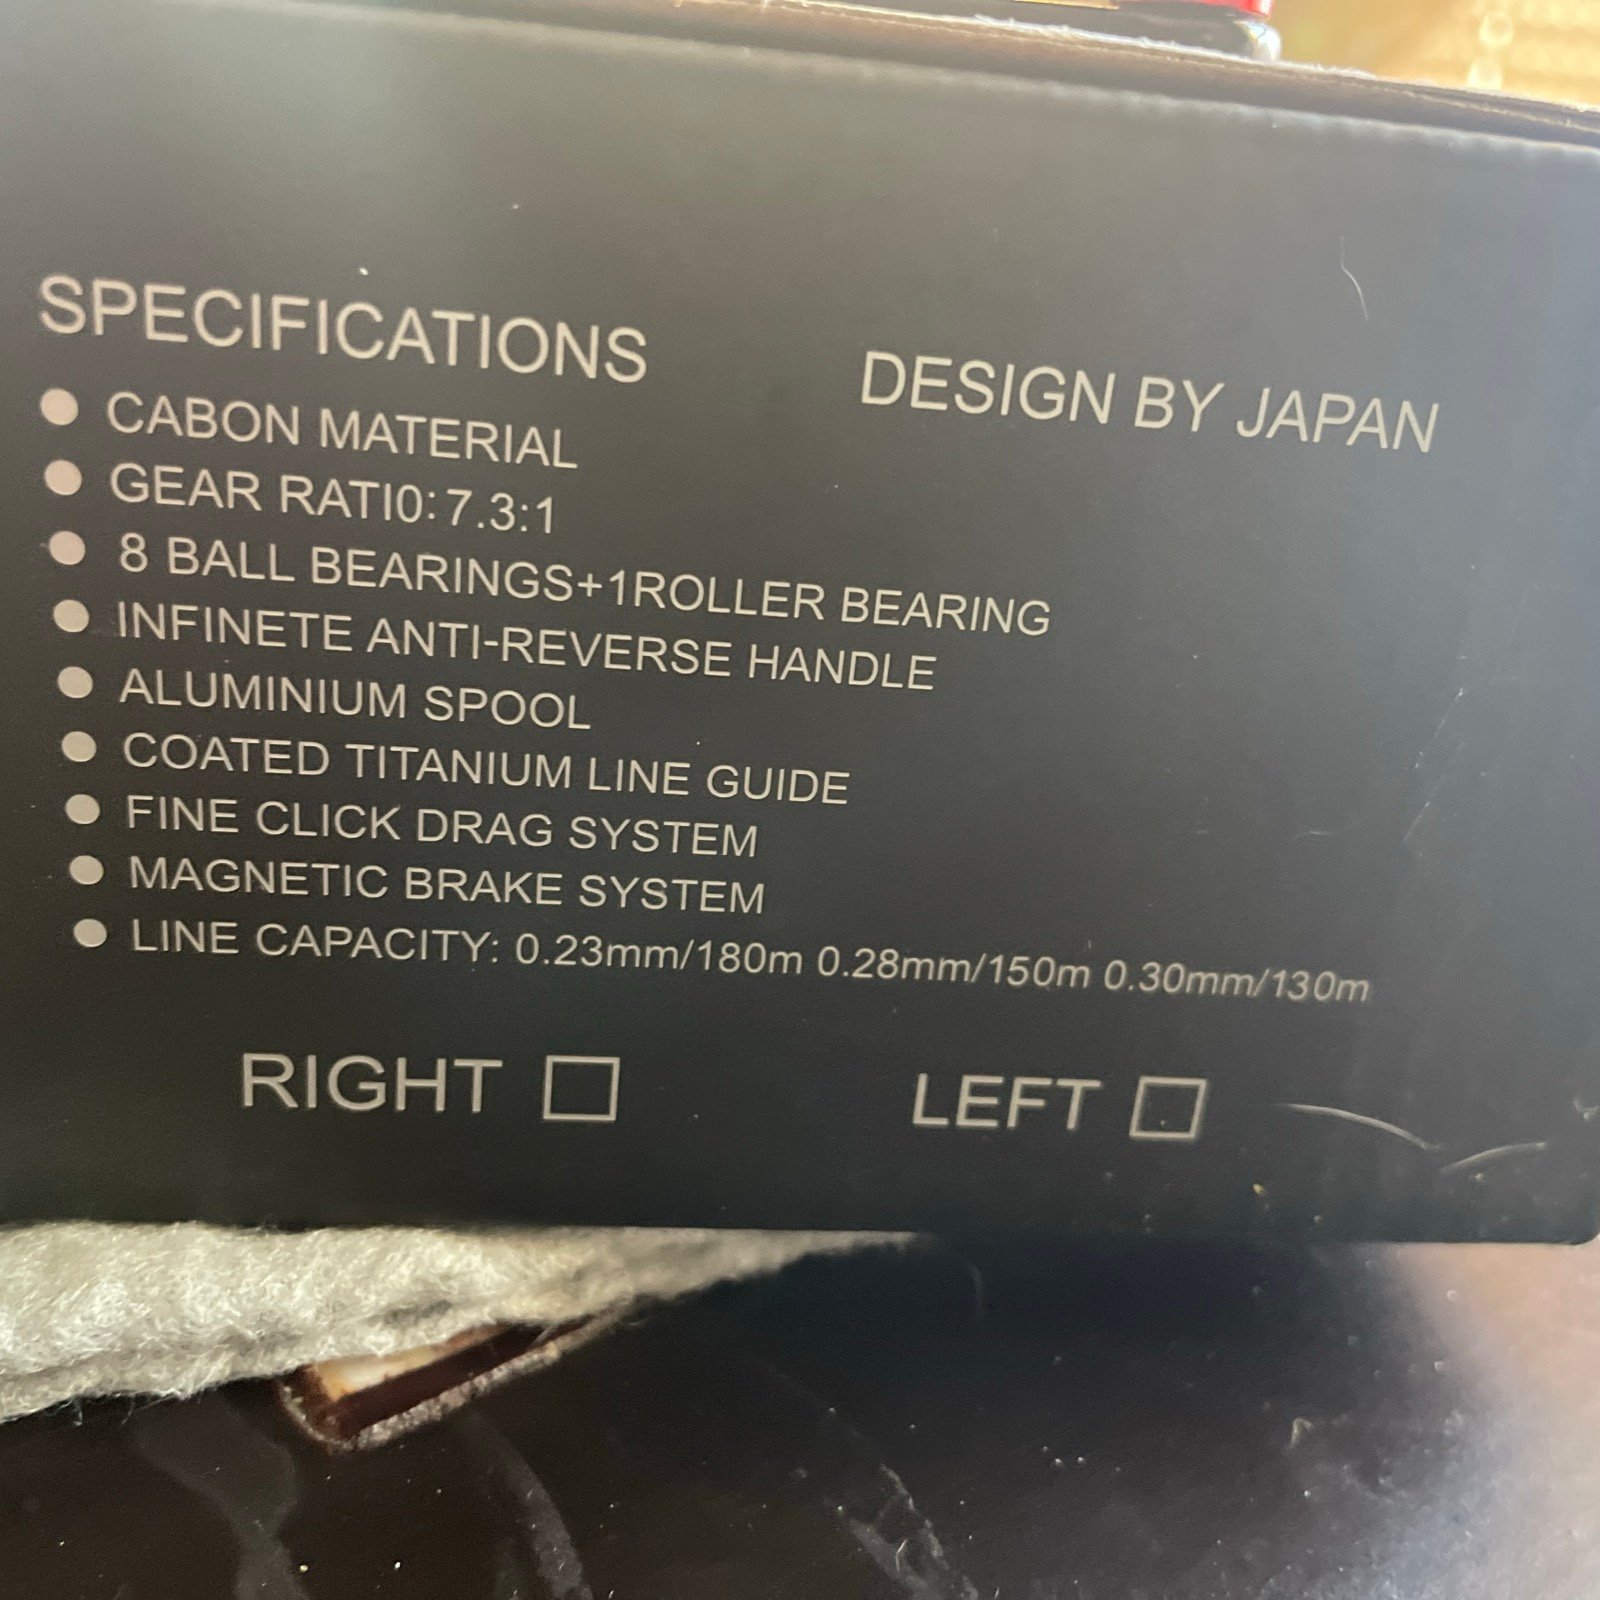 SPECIFICATIONS
DESIGN BY JAPAN
● CABON MATERIAL
● GEAR RATI0: 7.3:1
● 8 BALL BEARINGS+1ROLLER BEARING
● INFINETE ANTI-REVERSE HANDLE
● ALUMINIUM SPOOL
● COATED TITANIUM LINE GUIDE
● FINE CLICK DRAG SYSTEM
● MAGNETIC BRAKE SYSTEM
● LINE CAPACITY: 0.23mm/180m 0.28mm/150m 0.30mm/130m
RIGHT □ LEFT □